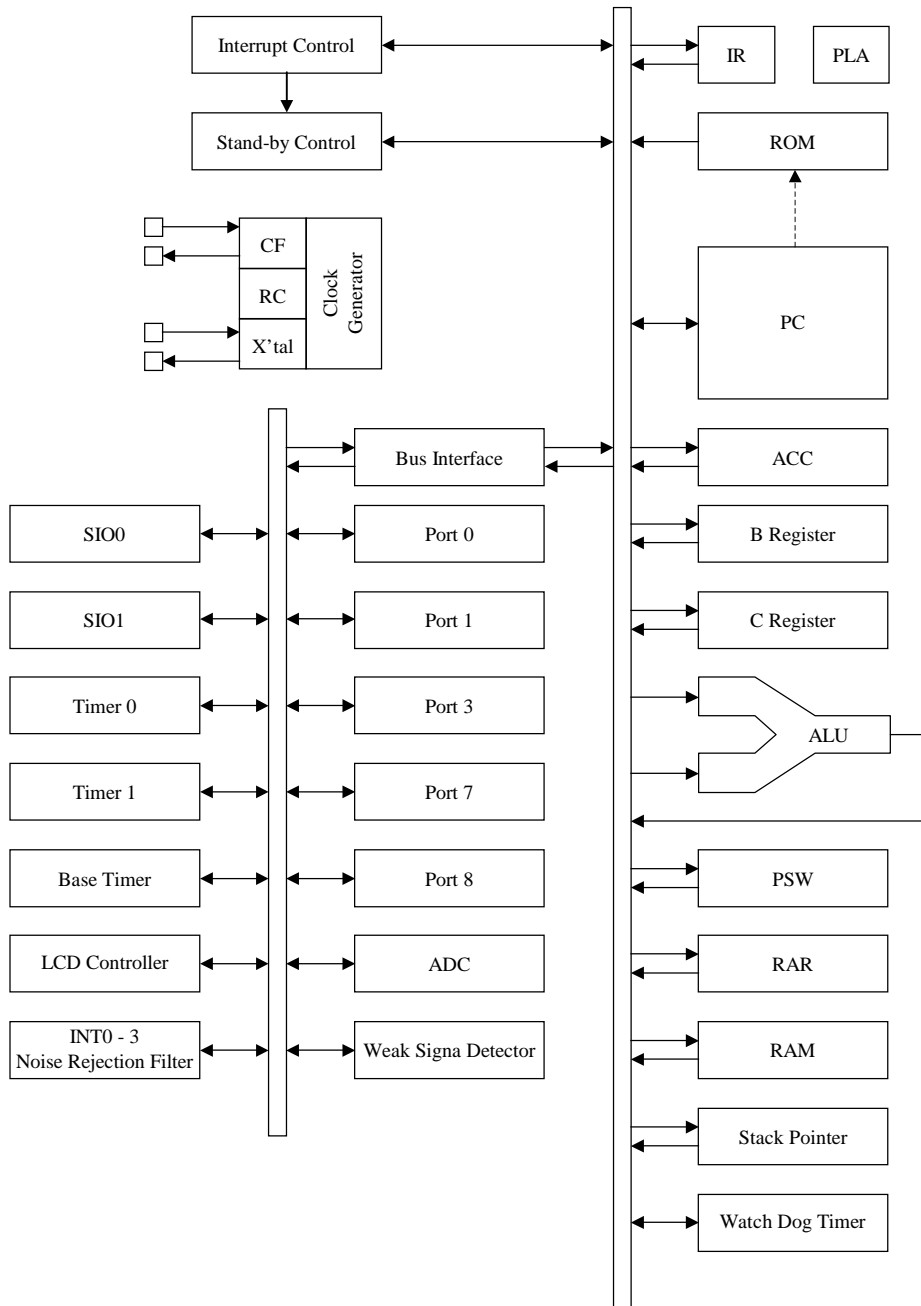 Interrupt Control
IR
PLA
Stand-by Control
ROM
CF
RC
X'tal
Clock
Generator
PC
Bus Interface
ACC
SIO0
Port 0
B Register
SIO1
Port 1
C Register
Timer 0
Port 3
ALU
Timer 1
Port 7
Base Timer
Port 8
PSW
LCD Controller
ADC
RAR
INT0 - 3
Noise Rejection Filter
Weak Signa Detector
RAM
Stack Pointer
Watch Dog Timer